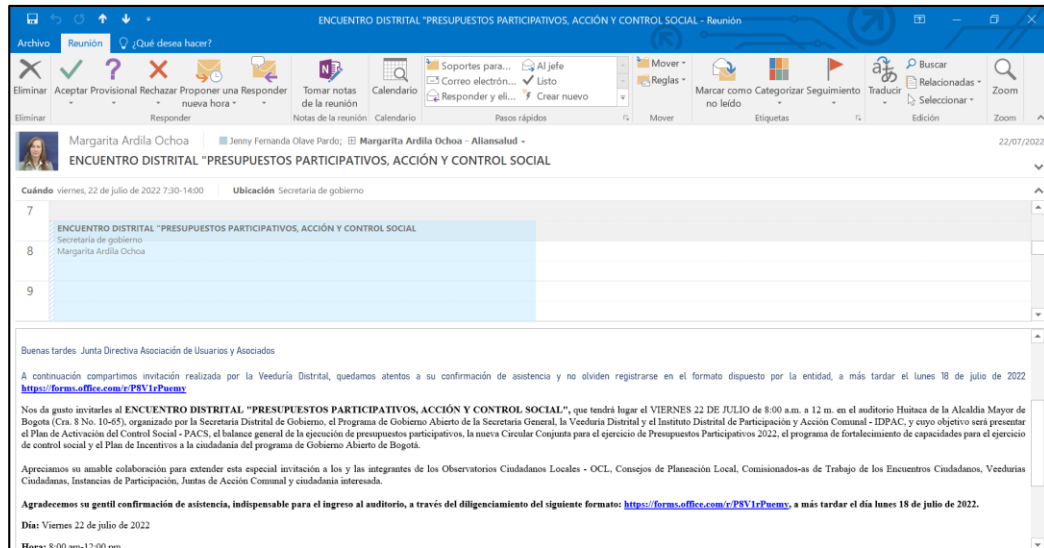 ENCUENTRO DISTRITAL "PRESUPUESTOS PARTICIPATIVOS, ACCIÓN Y CONTROL SOCIAL - Reunión
Archivo Reunión ¿Qué desea hacer?
Soportes para... Al jefe Mover Buscar
Correo electrón... Listo Reglas Relacionadas
Responder y eli... Crear nuevo Seleccionar
Eliminar Aceptar Provisional Rechazar Proponer una Responder Tomar notas Calendario Marcar como Categorizar Seguimiento Traducir Zoom
nueva hora de la reunión no leído
Eliminar Responder Notas de la reunión Calendario Pasos rápidos Mover Etiquetas Edición Zoom
Margarita Ardila Ochoa Jenny Fernanda Olave Pardo; Margarita Ardila Ochoa - Aliansalud 22/07/2022
ENCUENTRO DISTRITAL "PRESUPUESTOS PARTICIPATIVOS, ACCIÓN Y CONTROL SOCIAL
Cuándo viernes, 22 de julio de 2022 7:30-14:00 Ubicación Secretaria de gobierno
7
ENCUENTRO DISTRITAL "PRESUPUESTOS PARTICIPATIVOS, ACCIÓN Y CONTROL SOCIAL
Secretaria de gobierno
8 Margarita Ardila Ochoa
9
Buenas tardes Junta Directiva Asociación de Usuarios y Asociados
A continuación compartimos invitación realizada por la Veeduría Distrital, quedamos atentos a su confirmación de asistencia y no olviden registrarse en el formato dispuesto por la entidad, a más tardar el lunes 18 de julio de 2022
https://forms.office.com/r/P8V1rPuemy
Nos da gusto invitarles al ENCUENTRO DISTRITAL "PRESUPUESTOS PARTICIPATIVOS, ACCIÓN Y CONTROL SOCIAL", que tendrá lugar el VIERNES 22 DE JULIO de 8:00 a.m. a 12 m. en el auditorio Huitaca de la Alcaldía Mayor de
Bogota (Cra. 8 No. 10-65), organizado por la Secretaria Distrital de Gobierno, el Programa de Gobierno Abierto de la Secretaria General, la Veeduria Distrital y el Instituto Distrital de Participación y Acción Comunal - IDPAC, y cuyo objetivo será presentar
el Plan de Activación del Control Social - PACS, el balance general de la ejecución de presupuestos participativos, la nueva Circular Conjunta para el ejercicio de Presupuestos Participativos 2022, el programa de fortalecimiento de capacidades para el ejercicio
de control social y el Plan de Incentivos a la ciudadanía del programa de Gobierno Abierto de Bogotá.
Apreciamos su amable colaboración para extender esta especial invitación a los y las integrantes de los Observatorios Ciudadanos Locales - OCL, Consejos de Planeación Local, Comisionados-as de Trabajo de los Encuentros Ciudadanos, Veedurias
Ciudadanas, Instancias de Participación, Juntas de Acción Comunal y ciudadanía interesada.
Agradecemos su gentil confirmación de asistencia, indispensable para el ingreso al auditorio, a través del diligenciamiento del siguiente formato: https://forms.office.com/r/P8V1rPuemy, a más tardar el día lunes 18 de julio de 2022.
Día: Viernes 22 de julio de 2022
Hora: 8:00 am-12:00 pm